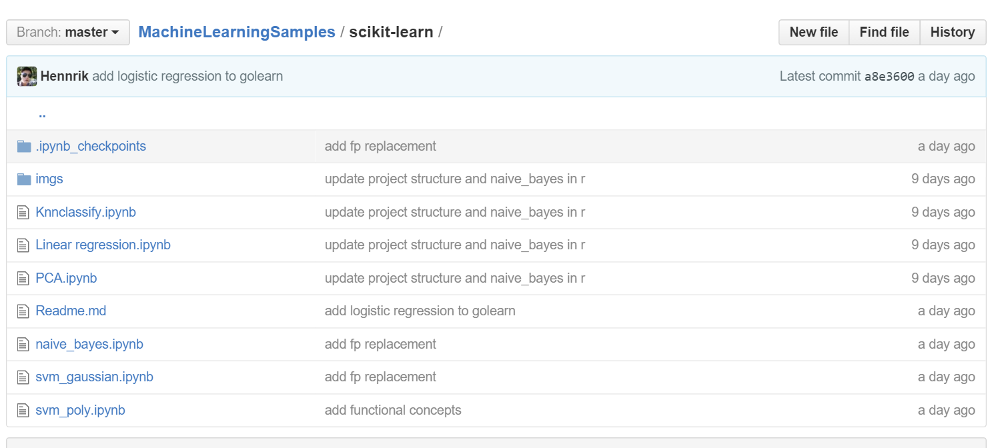 Branch: master MachineLearningSamples / scikit-learn / New file Find file History
Hennrik add logistic regression to golearn Latest commit a8e3600 a day ago
..
.ipynb_checkpoints add fp replacement a day ago
imgs update project structure and naive_bayes in r 9 days ago
Knnclassify.ipynb update project structure and naive_bayes in r 9 days ago
Linear regression.ipynb update project structure and naive_bayes in r 9 days ago
PCA.ipynb update project structure and naive_bayes in r 9 days ago
Readme.md add logistic regression to golearn a day ago
naive_bayes.ipynb add fp replacement a day ago
svm_gaussian.ipynb add fp replacement a day ago
svm_poly.ipynb add functional concepts a day ago